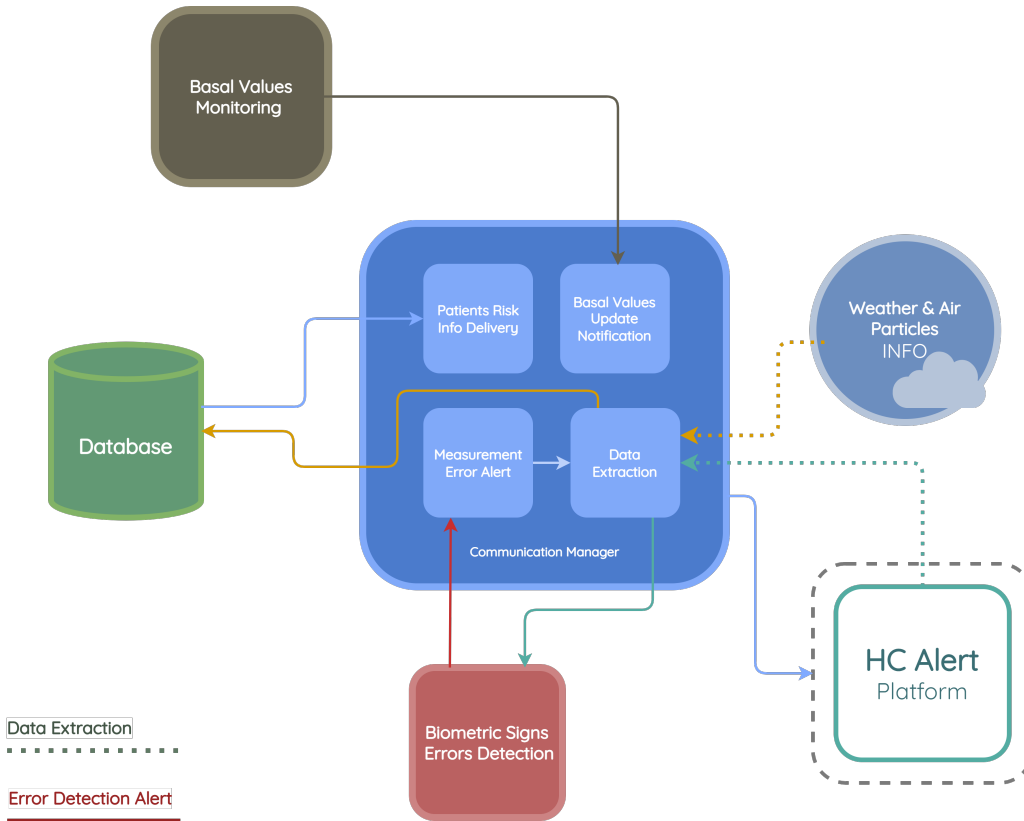 Basal Values
Monitoring
Patients Risk
Info Delivery
Basal Values
Update
Notification
Weather & Air
Particles
INFO
Database
Measurement
Error Alert
Data
Extraction
Communication Manager
HC Alert
Platform
Biometric Signs
Errors Detection
Data Extraction
Error Detection Alert